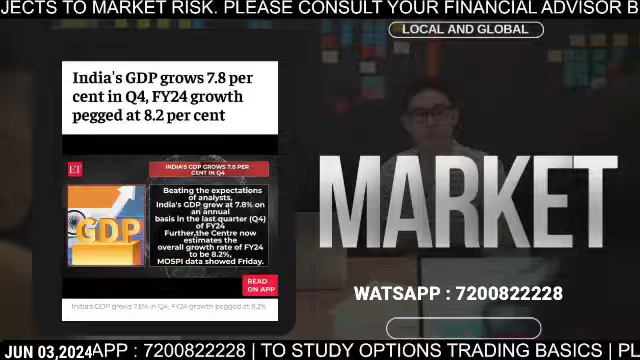 JECTS TO MARKET RISK. PLEASE CONSULT YOUR FINANCIAL ADVISOR B
LOCAL AND GLOBAL
India's GDP grows 7.8 per
cent in Q4, FY24 growth
pegged at 8.2 per cent
ET
INDIA'S GDP GROWS 7.8 PER
CENT IN Q4
GDP
Beating the expectations
of analysts,
India's GDP grew at 7.8% on
an annual
basis in the last quarter (Q4)
of FY24
Further,the Centre now
estimates the
overall growth rate of FY24
to be 8.2%,
MOSPI data showed Friday.
READ
ON APP
India's GDP grows 7.8% in Q4, FY24 growth pegged at 8.2%
MARKET
WATSAPP : 7200822228
JUN 03,2024
APP : 7200822228 | TO STUDY OPTIONS TRADING BASICS | PL